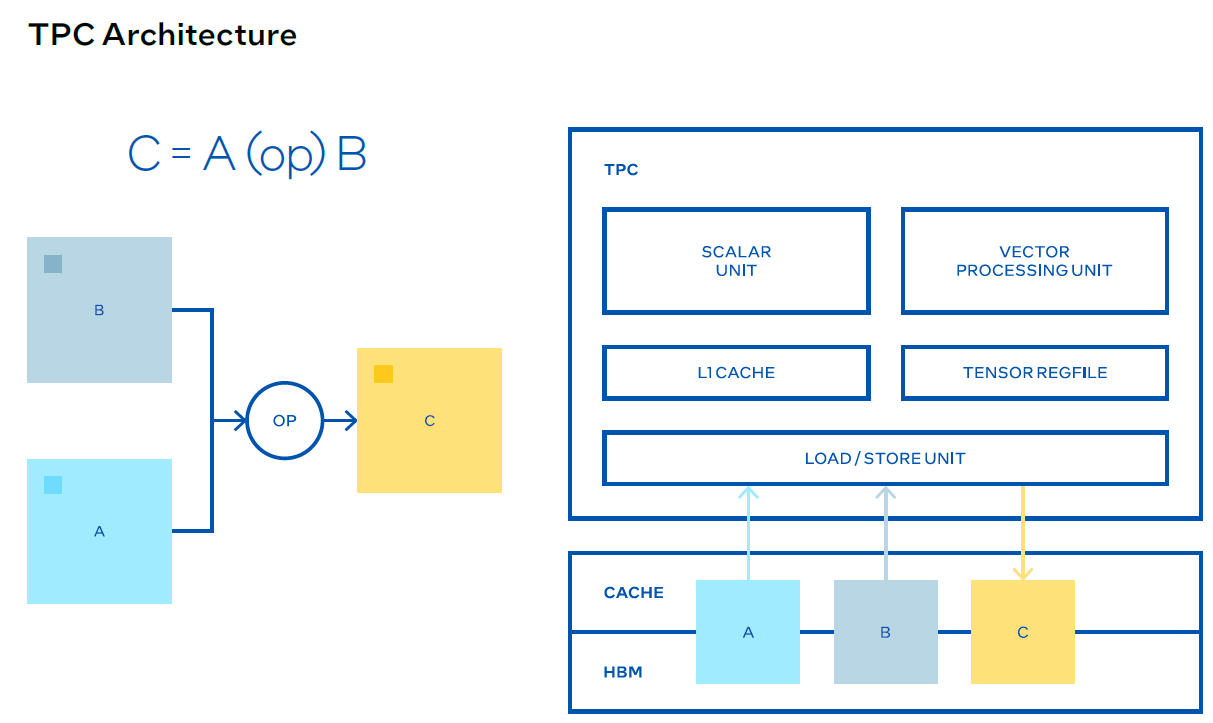 TPC Architecture
C = A (op) B
B
OP
C
A
TPC
SCALAR
UNIT
VECTOR
PROCESSING UNIT
L1 CACHE
TENSOR REGFILE
LOAD / STORE UNIT
CACHE
A
B
C
HBM